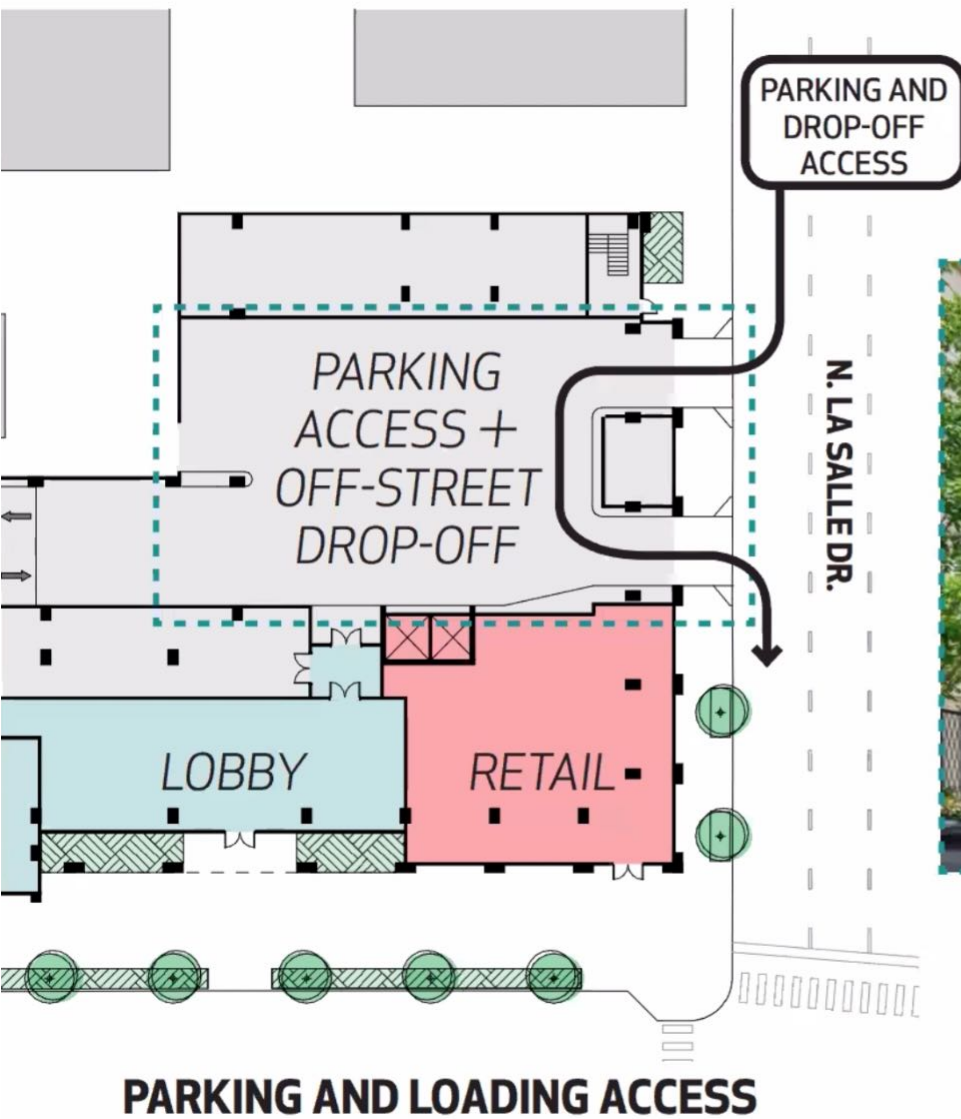 PARKING AND
DROP-OFF
ACCESS
PARKING
ACCESS +
OFF-STREET
DROP-OFF
N. LA SALLE DR.
LOBBY
RETAIL
PARKING AND LOADING ACCESS